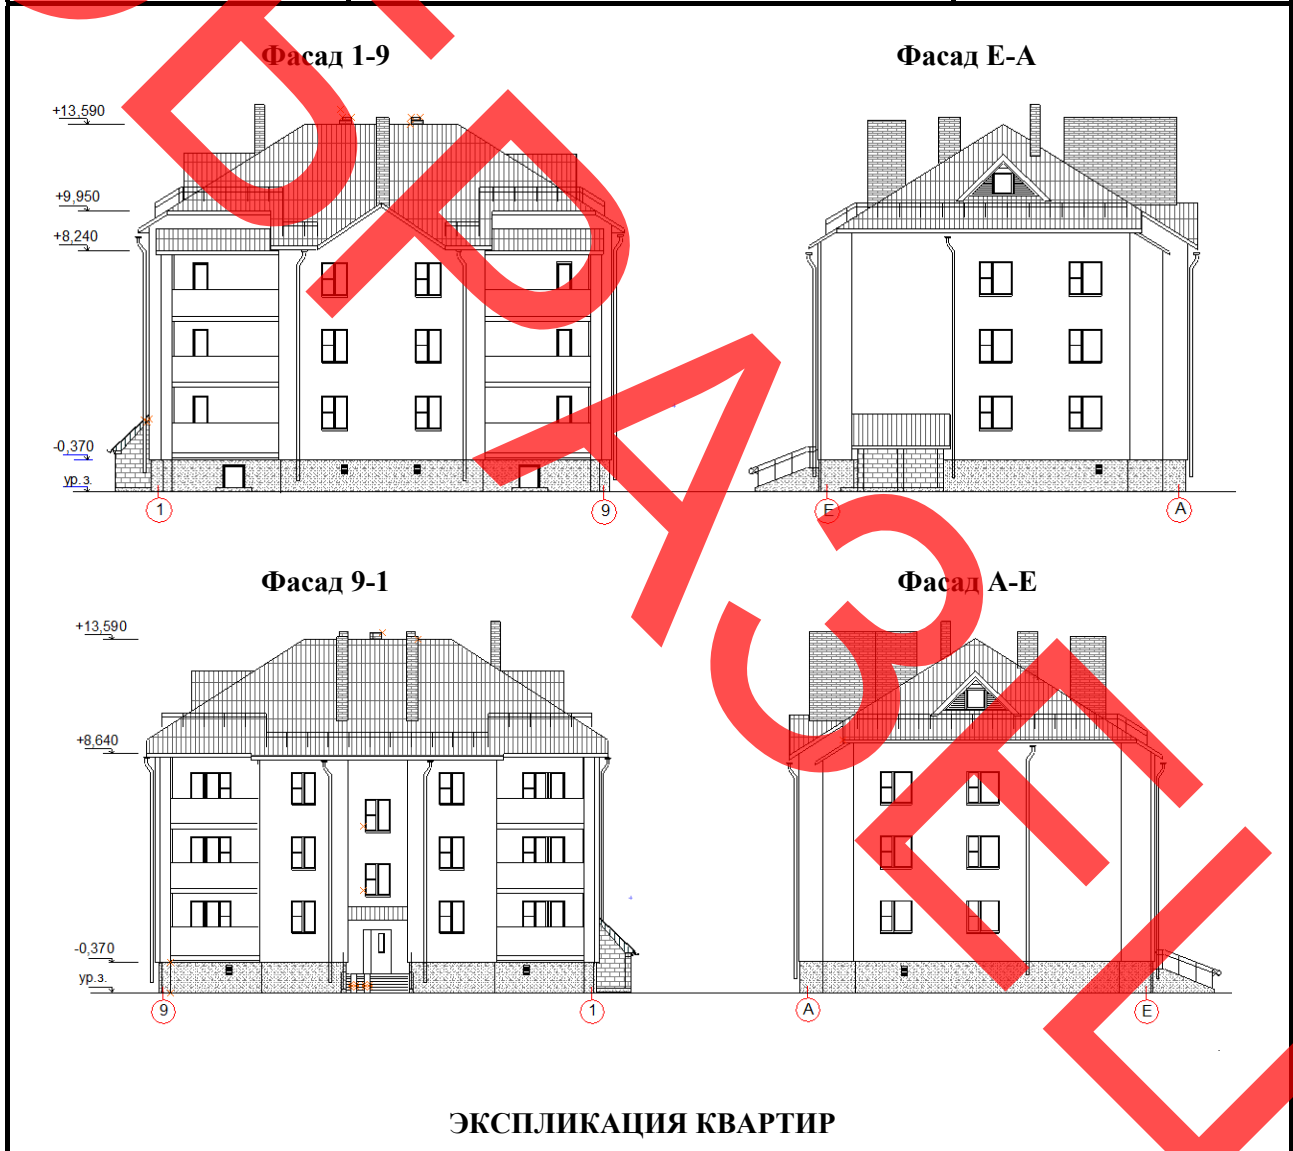 Фасад 1-9
Фасад Е-А
+13,590
+9,950
+8,240
-0,370
ур.з.
1
9
Е
А
Фасад 9-1
Фасад А-Е
+13,590
+8,640
-0,370
ур.з.
9
1
А
Е
ЭКСПЛИКАЦИЯ КВАРТИР